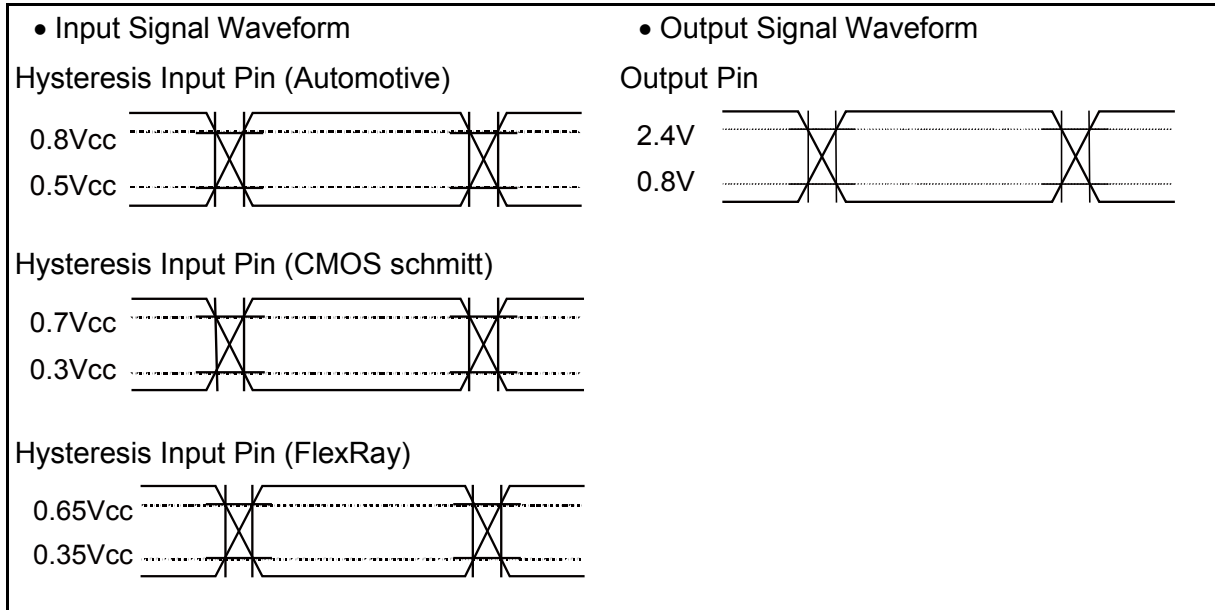 • Input Signal Waveform
Hysteresis Input Pin (Automotive)
0.8Vcc
0.5Vcc
Hysteresis Input Pin (CMOS schmitt)
0.7Vcc
0.3Vcc
Hysteresis Input Pin (FlexRay)
0.65Vcc
0.35Vcc
• Output Signal Waveform
Output Pin
2.4V
0.8V